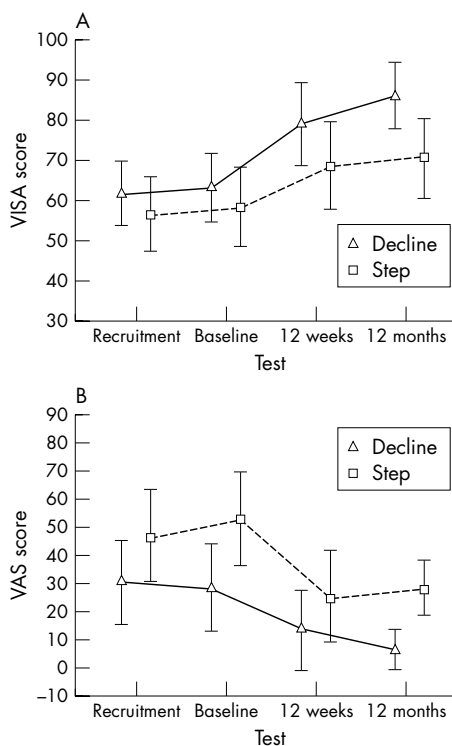 A
100
90
80
70
60
50
40
30
VISA score
Decline
Step
Recruitment Baseline 12 weeks 12 months
Test
B
90
80
70
60
50
40
30
20
10
0
–10
VAS score
Decline
Step
Recruitment Baseline 12 weeks 12 months
Test